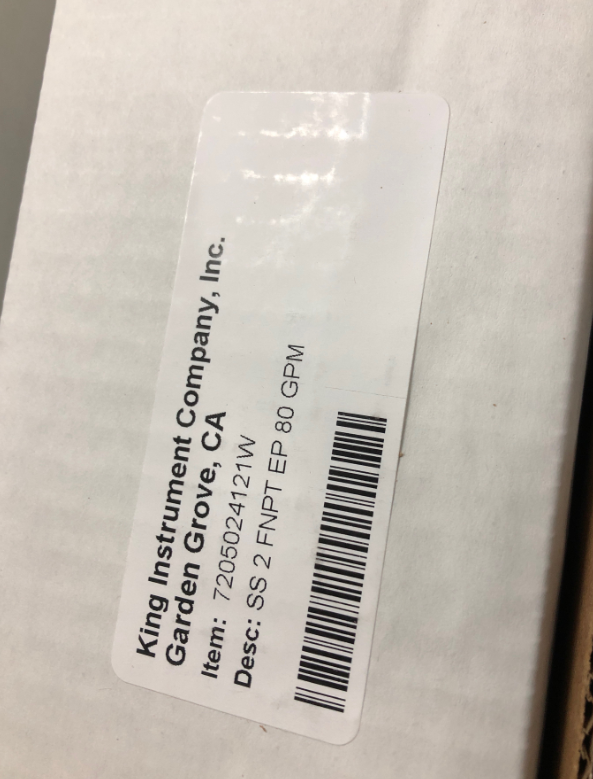 King Instrument Company, Inc.
Garden Grove, CA
Item: 7205024121W
Desc: SS 2 FNPT EP 80 GPM